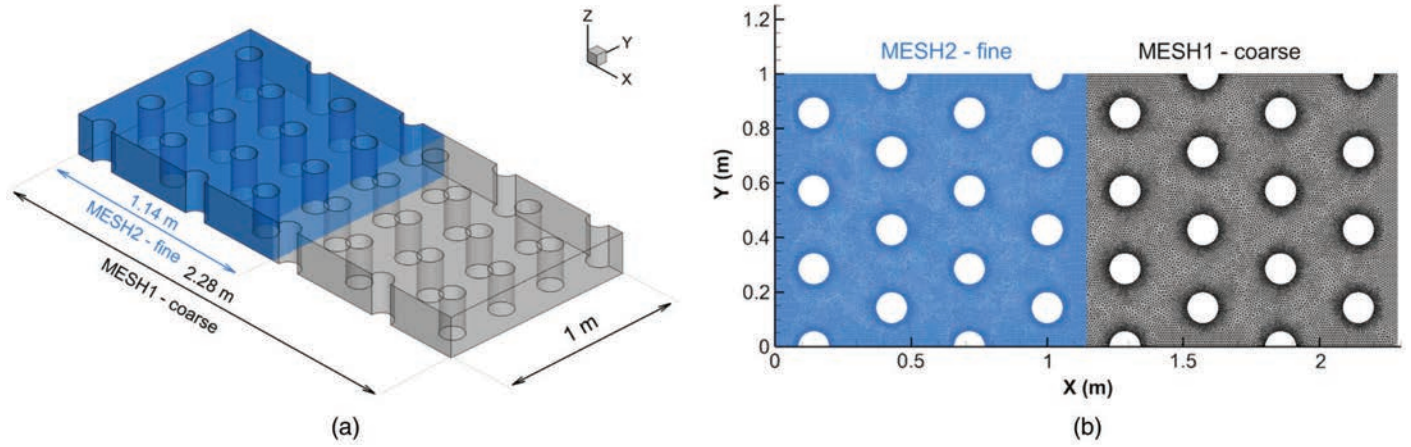 Z
Y
X
1.14 m
MESH2 - fine
2.28 m
MESH1 - coarse
1 m
(a)
MESH2 - fine
MESH1 - coarse
1.2
1
0.8
0.6
0.4
0.2
0
Y (m)
0
0.5
1
1.5
2
X (m)
(b)